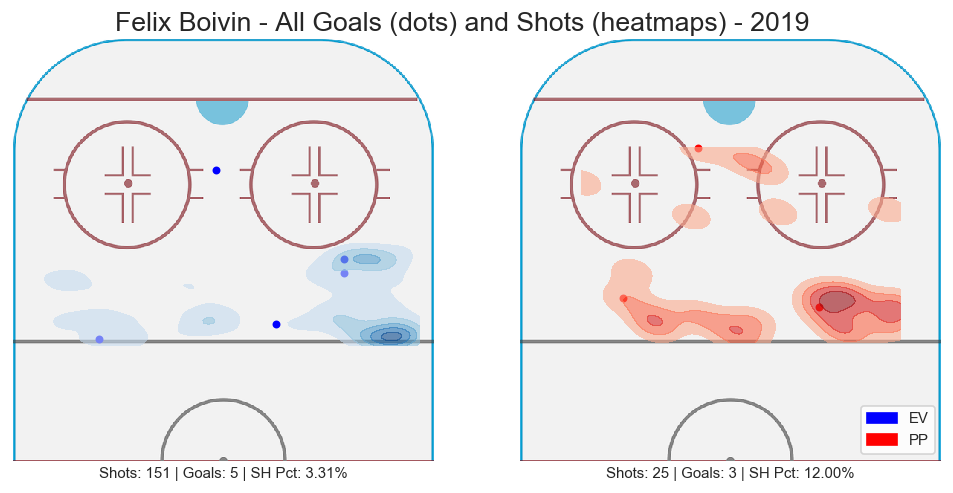 Felix Boivin - All Goals (dots) and Shots (heatmaps) - 2019
EV
PP
Shots: 151 | Goals: 5 | SH Pct: 3.31%
Shots: 25 | Goals: 3 | SH Pct: 12.00%